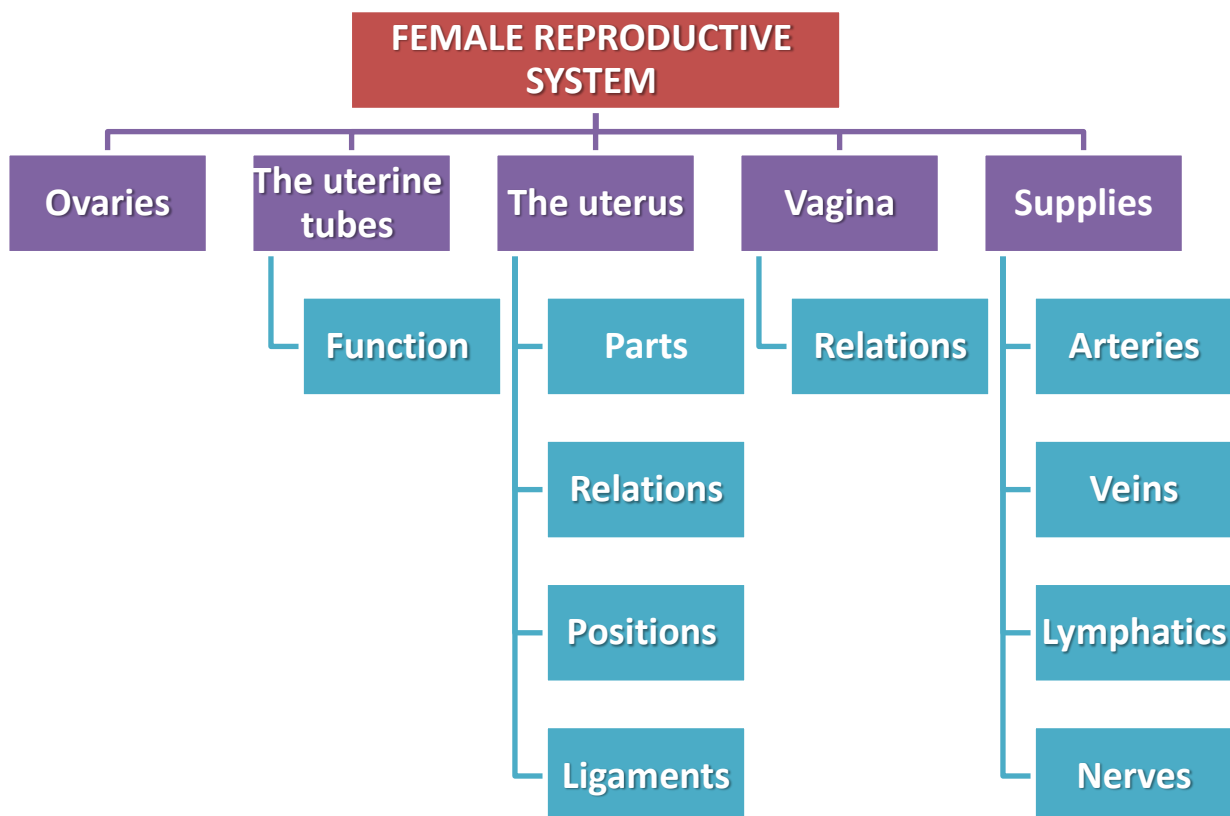 FEMALE REPRODUCTIVE
SYSTEM
Ovaries
The uterine
tubes
The uterus
Vagina
Supplies
Function
Parts
Relations
Arteries
Relations
Veins
Positions
Lymphatics
Ligaments
Nerves